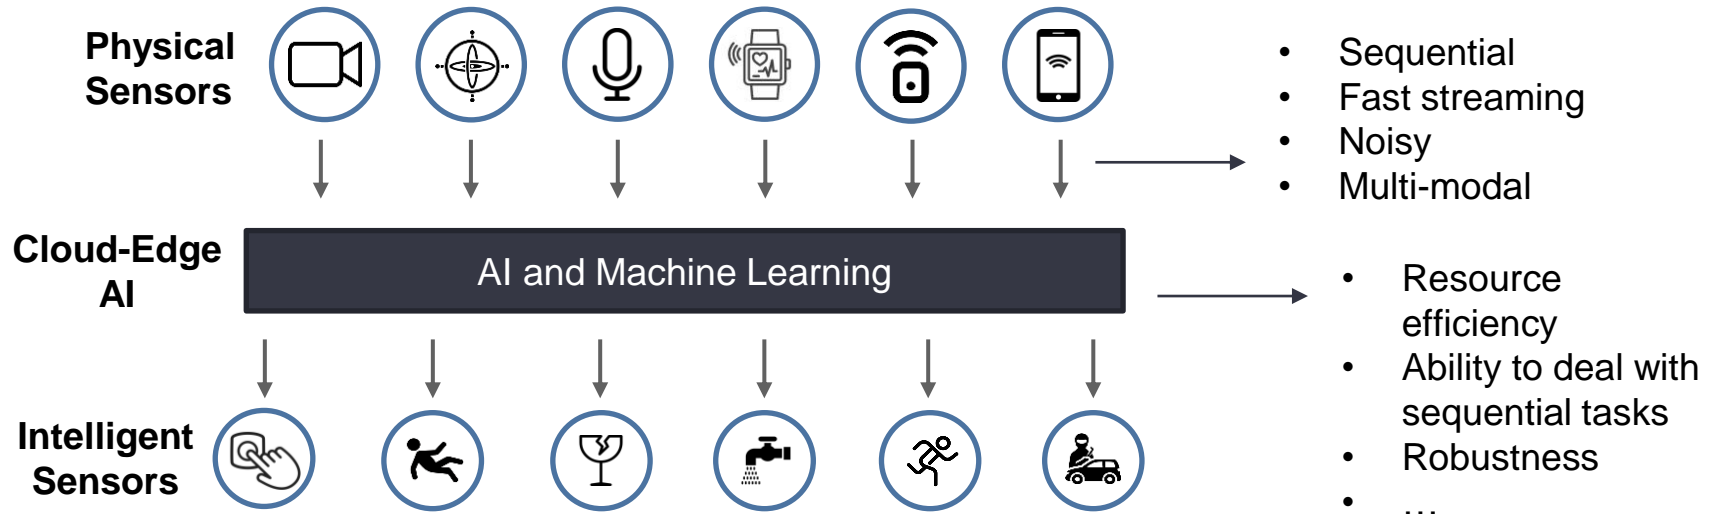 Physical
Sensors
• Sequential
• Fast streaming
• Noisy
• Multi-modal
Cloud-Edge
AI
AI and Machine Learning
• Resource
efficiency
• Ability to deal with
sequential tasks
• Robustness
• ...
Intelligent
Sensors